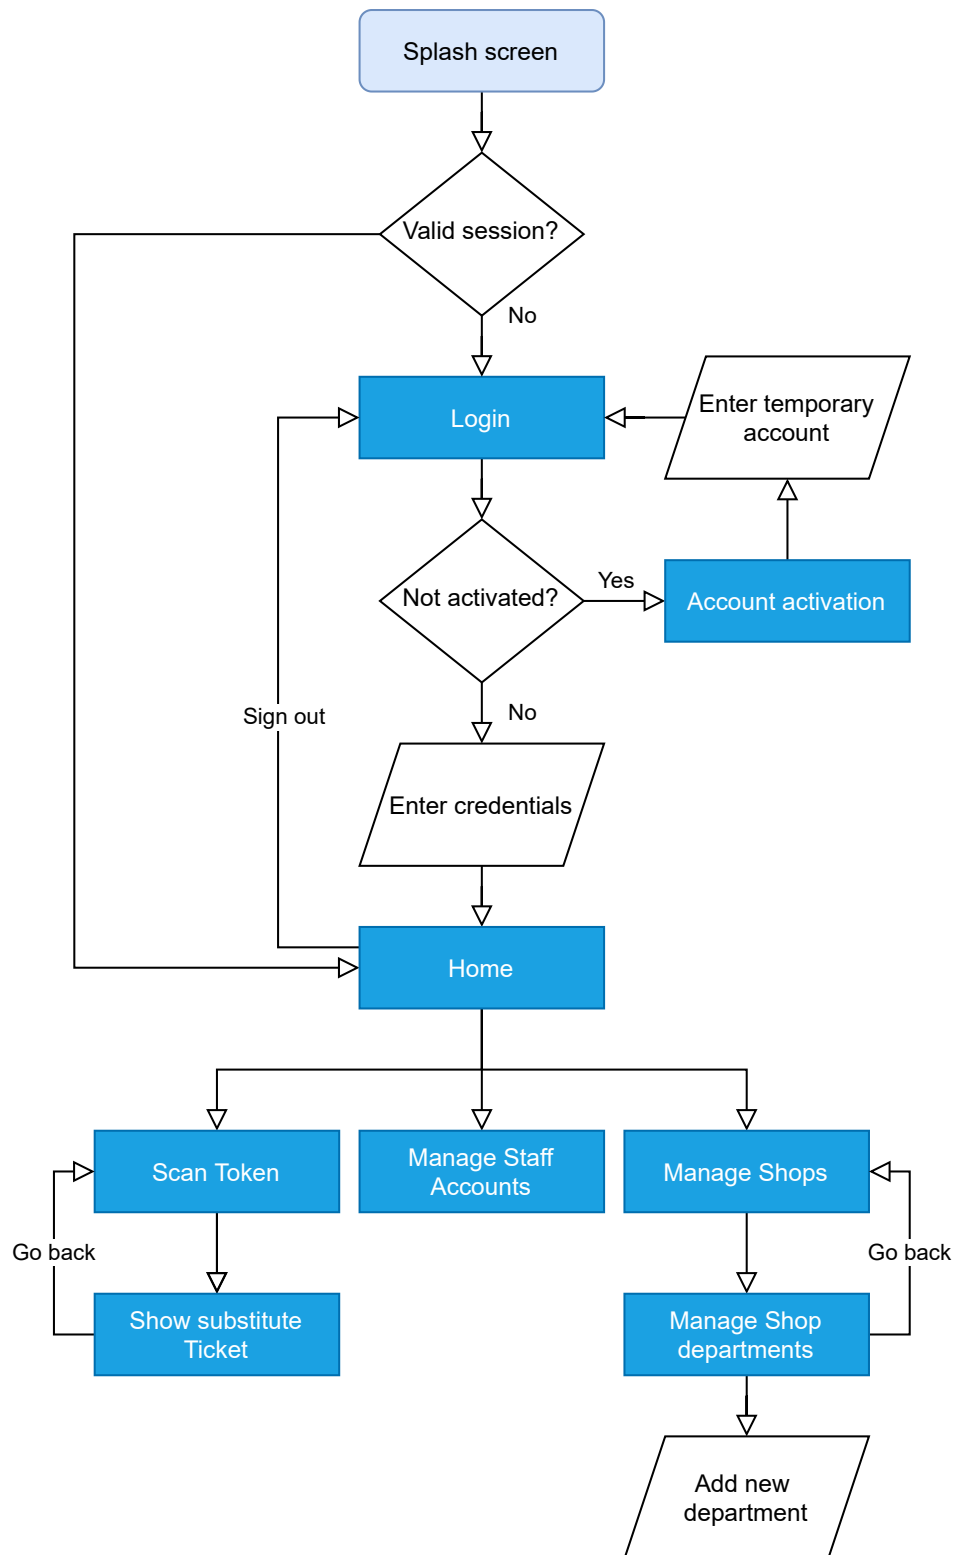 Splash screen
Valid session?
No
Login
Enter temporary
account
Not activated?
Yes
Account activation
No
Sign out
Enter credentials
Home
Scan Token
Manage Staff
Accounts
Manage Shops
Go back
Go back
Show substitute
Ticket
Manage Shop
departments
Add new
department